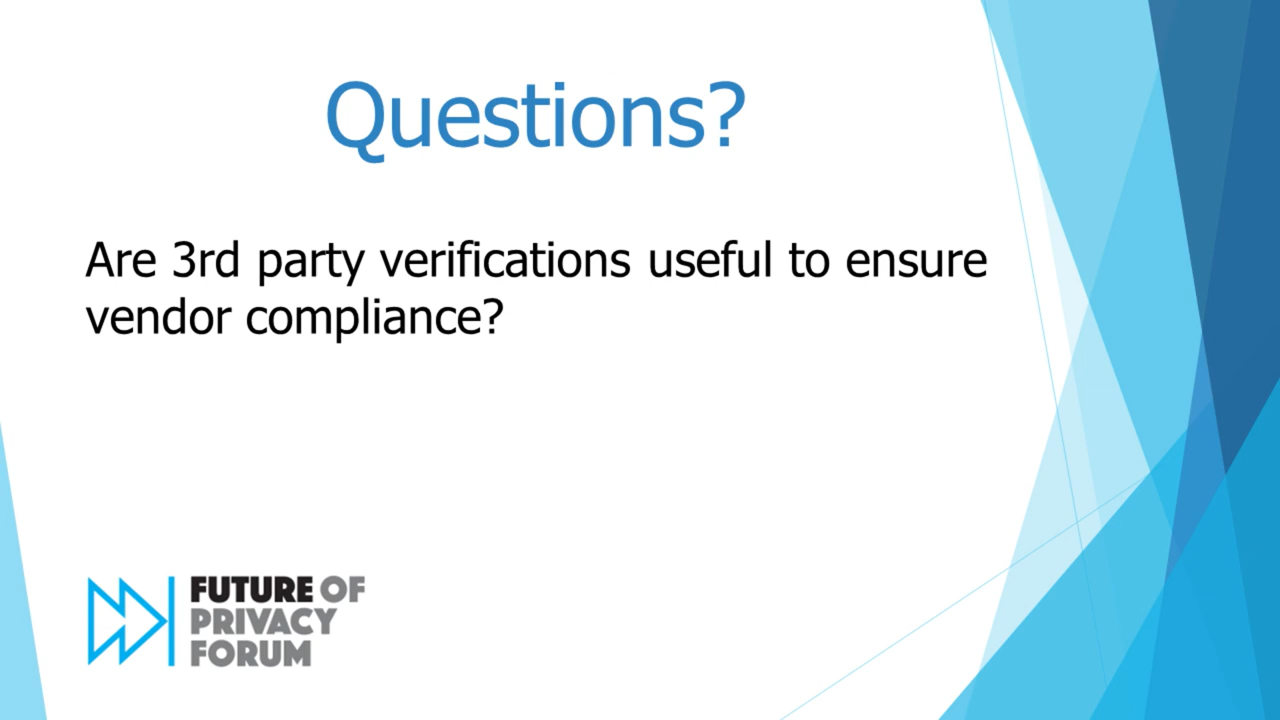 Questions?
Are 3rd party verifications useful to ensure
vendor compliance?
FUTURE OF
PRIVACY
FORUM